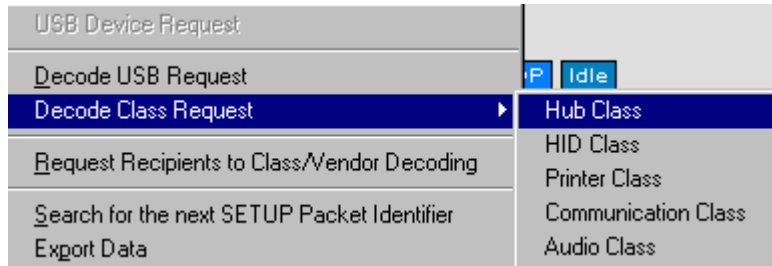 USB Device Request
Decode USB Request
Decode Class Request
Request Recipients to Class/Vendor Decoding
Search for the next SETUP Packet Identifier
Export Data
Idle
Hub Class
HID Class
Printer Class
Communication Class
Audio Class